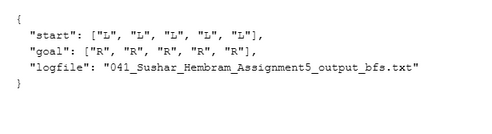 {
"start": ["L", "L", "L", "L", "L"],
"goal": ["R", "R", "R", "R", "R"],
"logfile": "041_Sushar_Hembram_Assignment5_output_bfs.txt"
}